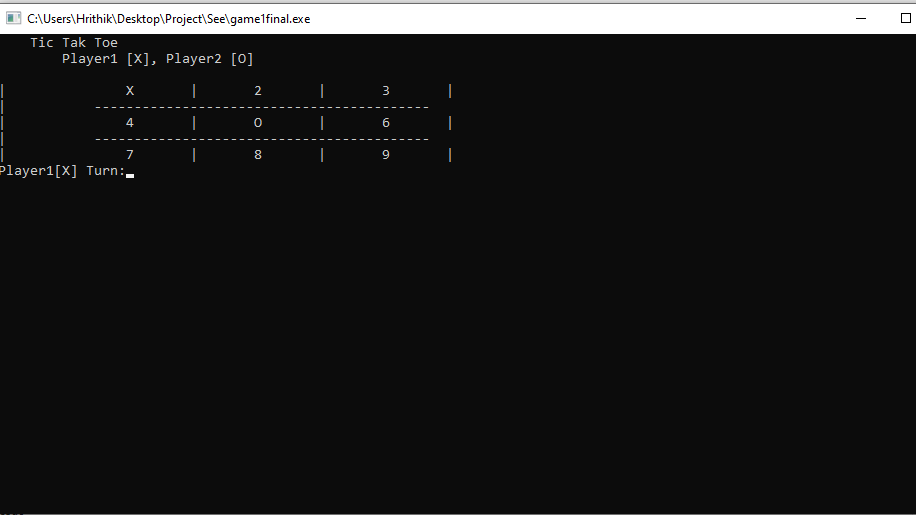 C:\Users\Hrithik\Desktop\Project\See\game1final.exe
Tic Tak Toe
Player1 [X], Player2 [O]
| X | 2 | 3 |
| ------------------------------------------
| 4 | O | 6 |
| ------------------------------------------
| 7 | 8 | 9 |
Player1[X] Turn: